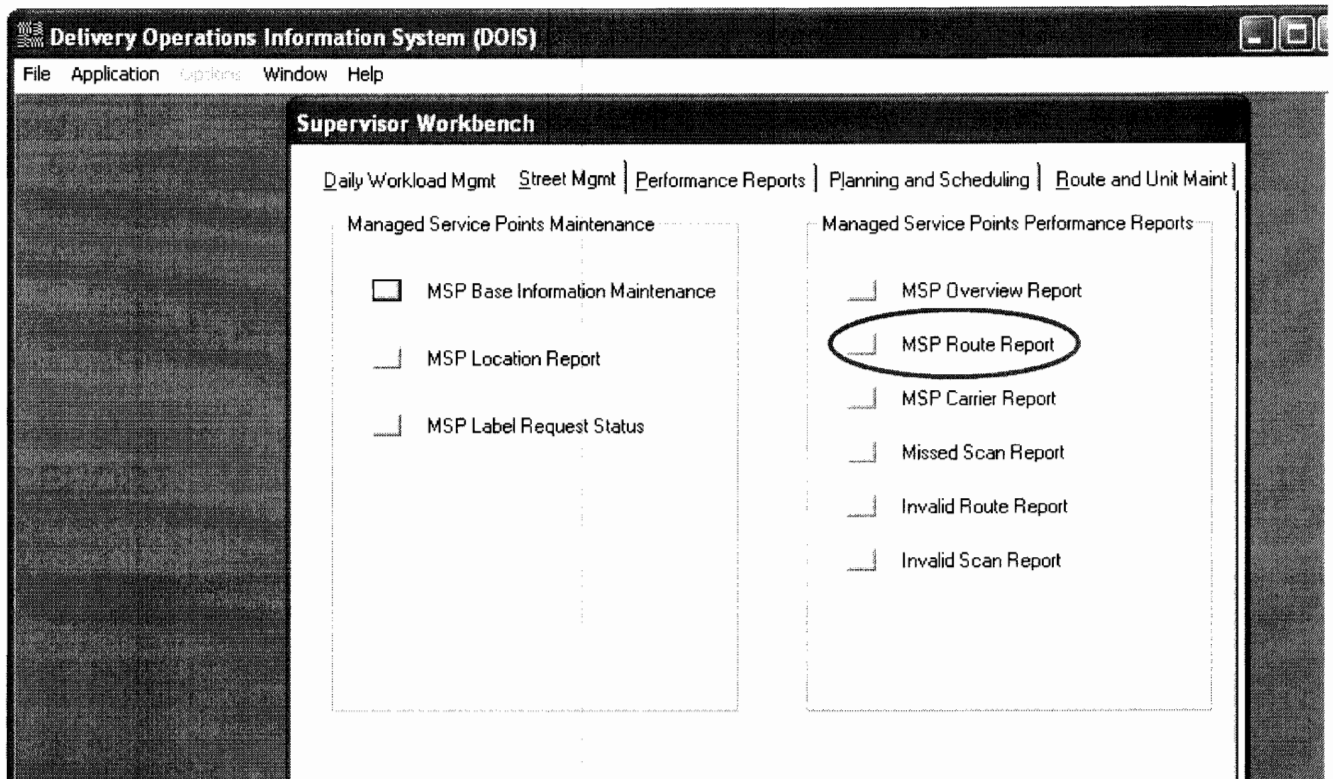 Delivery Operations Information System (DOIS)
File Application Options Window Help
Supervisor Workbench
Daily Workload Mgmt Street Mgmt Performance Reports Planning and Scheduling Route and Unit Maint
Managed Service Points Maintenance
MSP Base Information Maintenance
MSP Location Report
MSP Label Request Status
Managed Service Points Performance Reports
MSP Overview Report
MSP Route Report
MSP Carrier Report
Missed Scan Report
Invalid Route Report
Invalid Scan Report